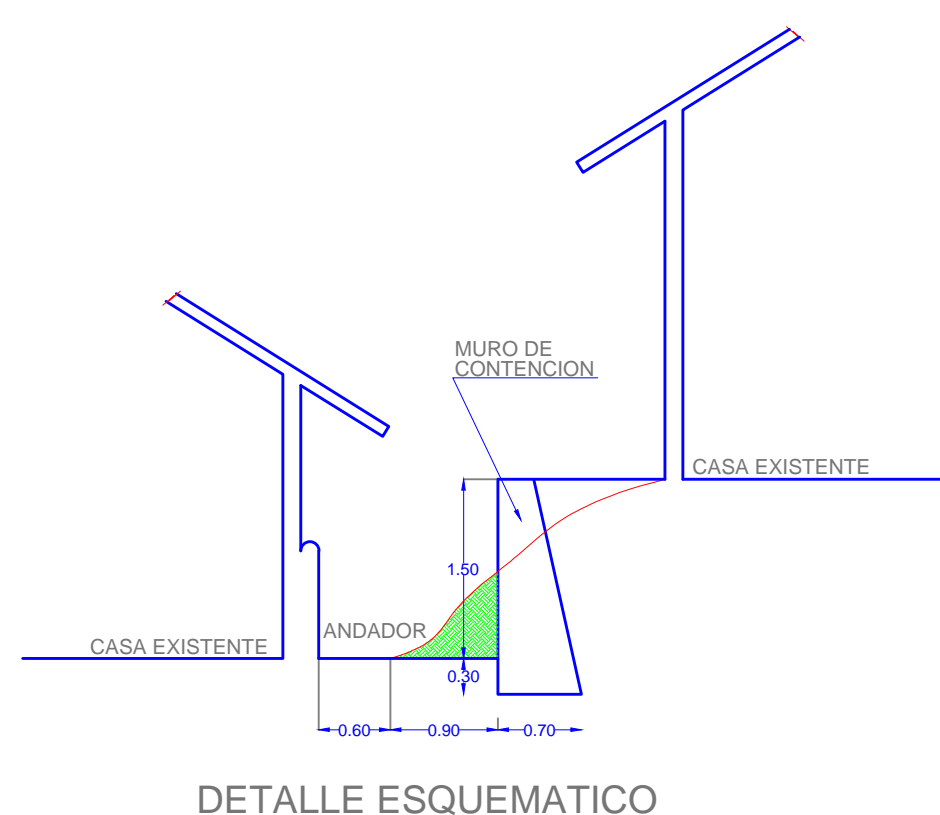 MURO DE
CONTENCION
CASA EXISTENTE
1.50
ANDADOR
CASA EXISTENTE
0.30
0.60
0.90
0.70
DETALLE ESQUEMATICO